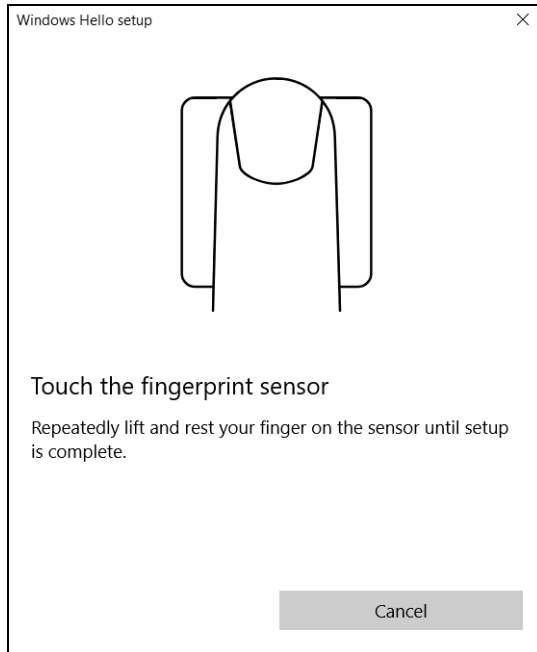 Windows Hello setup
Touch the fingerprint sensor
Repeatedly lift and rest your finger on the sensor until setup
is complete.
Cancel